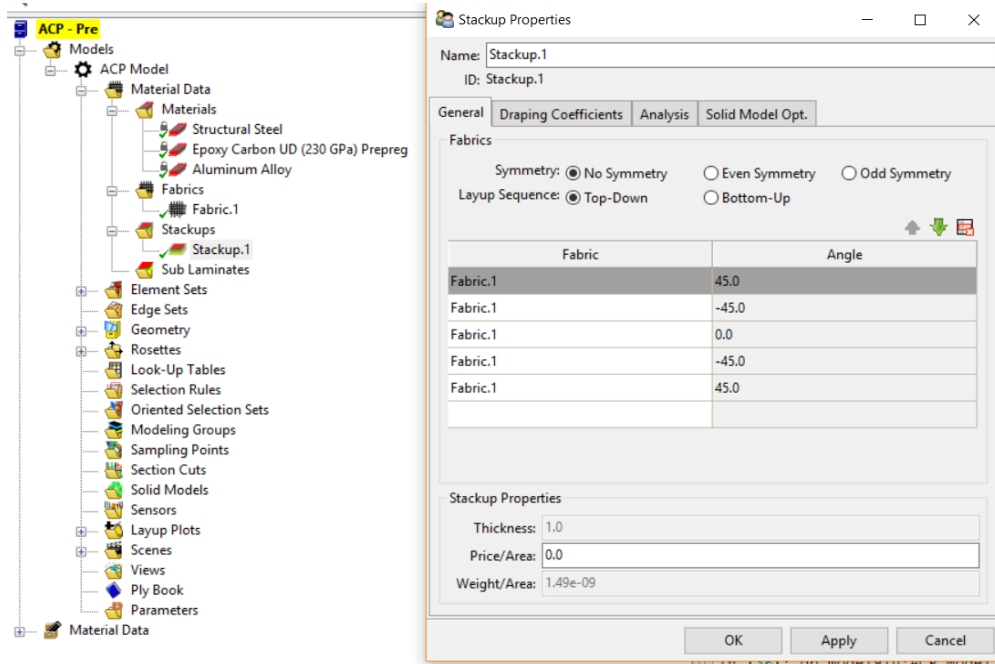 ACP - Pre
Models
ACP Model
Material Data
Materials
Structural Steel
Epoxy Carbon UD (230 GPa) Prepreg
Aluminum Alloy
Fabrics
Fabric.1
Stackups
Stackup.1
Sub Laminates
Element Sets
Edge Sets
Geometry
Rosettes
Look-Up Tables
Selection Rules
Oriented Selection Sets
Modeling Groups
Sampling Points
Section Cuts
Solid Models
Sensors
Layup Plots
Scenes
Views
Ply Book
Parameters
Material Data
Stackup Properties
Name: Stackup.1
ID: Stackup.1
General Draping Coefficients Analysis Solid Model Opt.
Fabrics
Symmetry: No Symmetry Even Symmetry Odd Symmetry
Layup Sequence: Top-Down Bottom-Up
Fabric Angle
Fabric.1 45.0
Fabric.1 -45.0
Fabric.1 0.0
Fabric.1 -45.0
Fabric.1 45.0
Stackup Properties
Thickness: 1.0
Price/Area: 0.0
Weight/Area: 1.49e-09
OK Apply Cancel